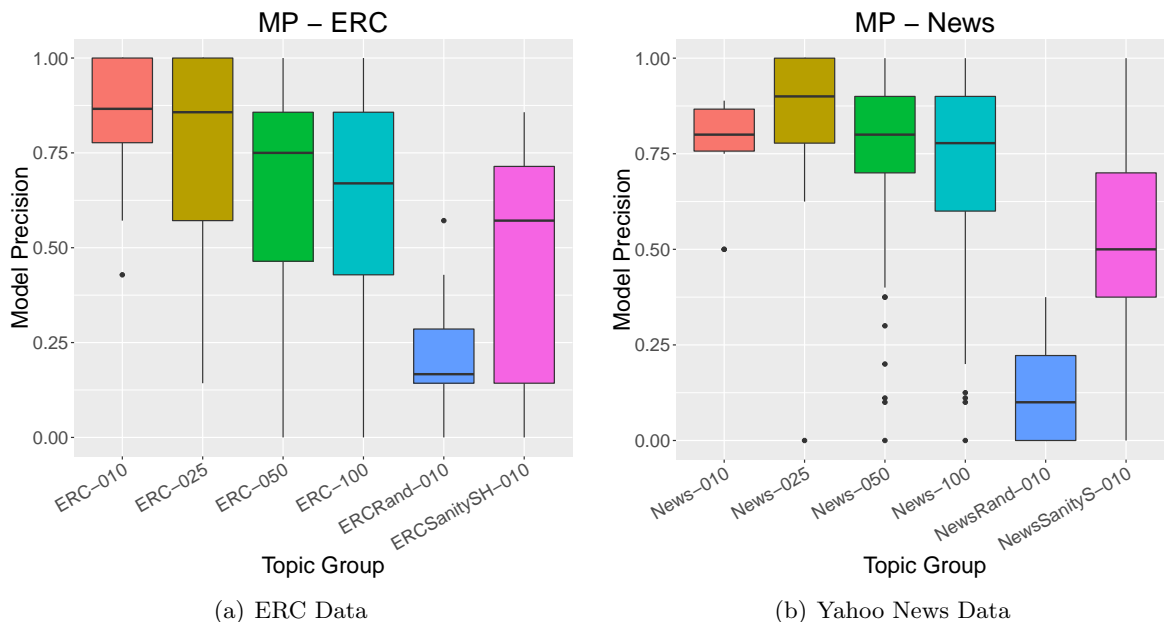 MP – ERC
Model Precision
1.00
0.75
0.50
0.25
0.00
ERC–010
ERC–025
ERC–050
ERC–100
ERCRand–010
ERCSanitySH–010
Topic Group
(a) ERC Data
MP – News
Model Precision
1.00
0.75
0.50
0.25
0.00
News–010
News–025
News–050
News–100
NewsRand–010
NewsSanityS–010
Topic Group
(b) Yahoo News Data